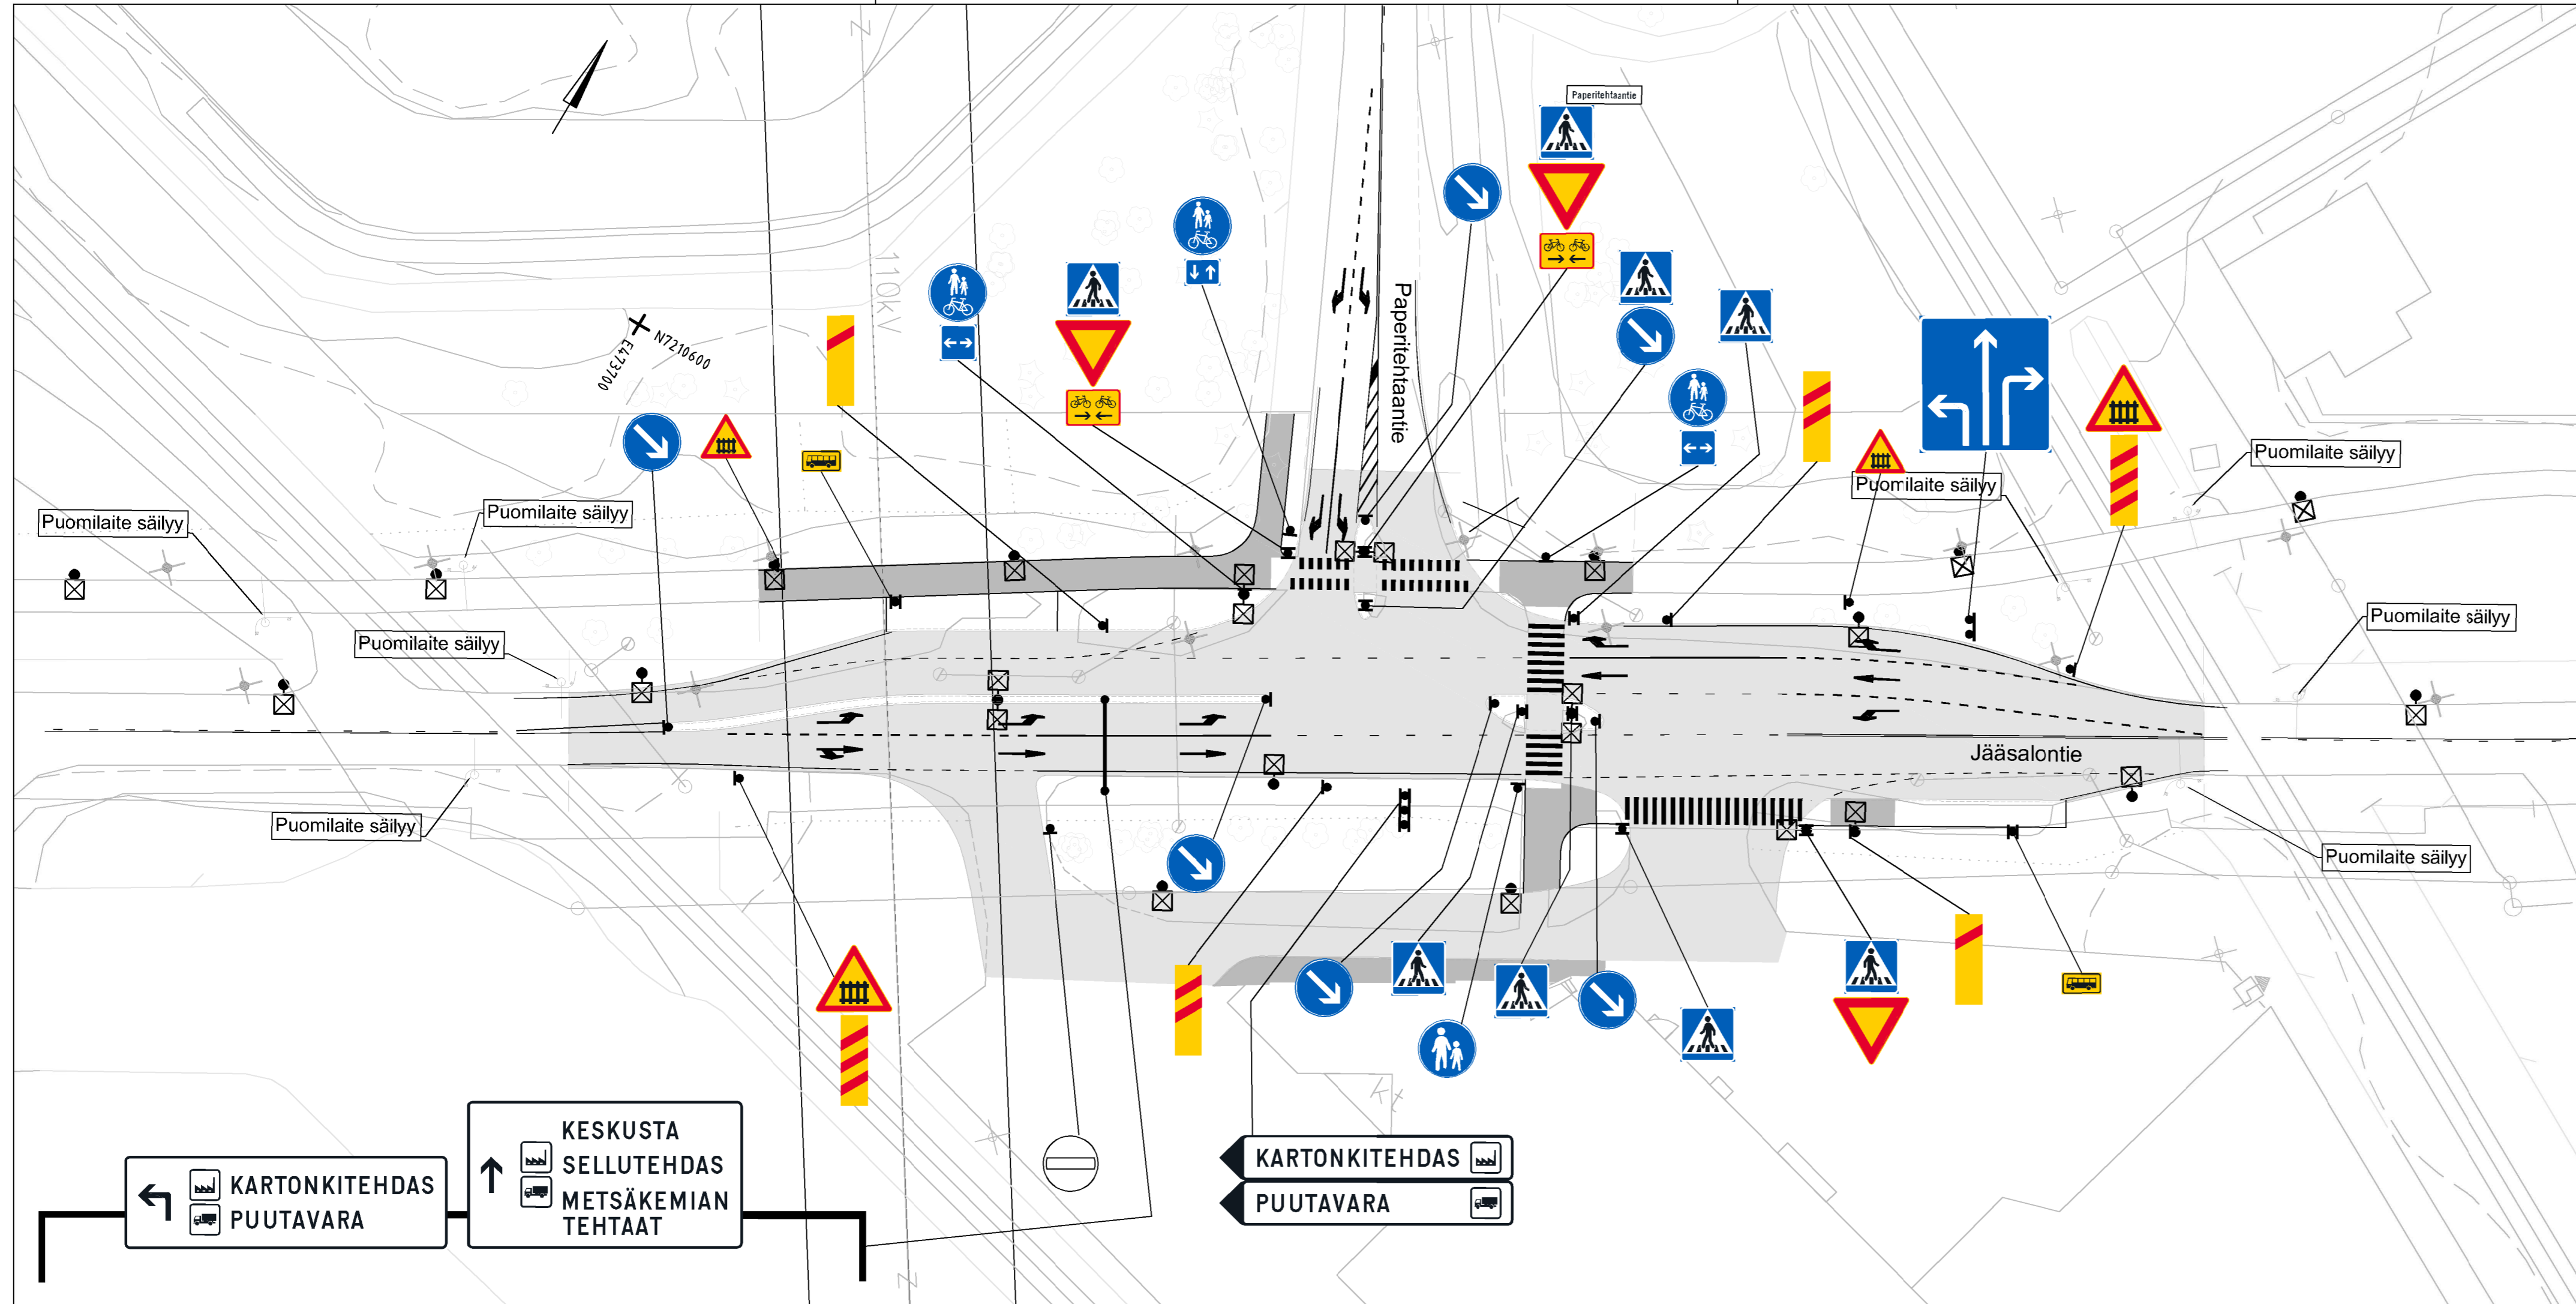 Paperitehtaantie
110kV
Z
Paperitehtaantie
N7210600
E473700
Puomilaite säilyy
Puomilaite säilyy
Puomilaite säilyy
Puomilaite säilyy
Puomilaite säilyy
Puomilaite säilyy
Puomilaite säilyy
Puomilaite säilyy
Jääsalontie
kt
KESKUSTA
SELLUTEHDAS
METSÄKEMIAN
TEHTAAT
KARTONKITEHDAS
PUUTAVARA
KARTONKITEHDAS
PUUTAVARA
Z